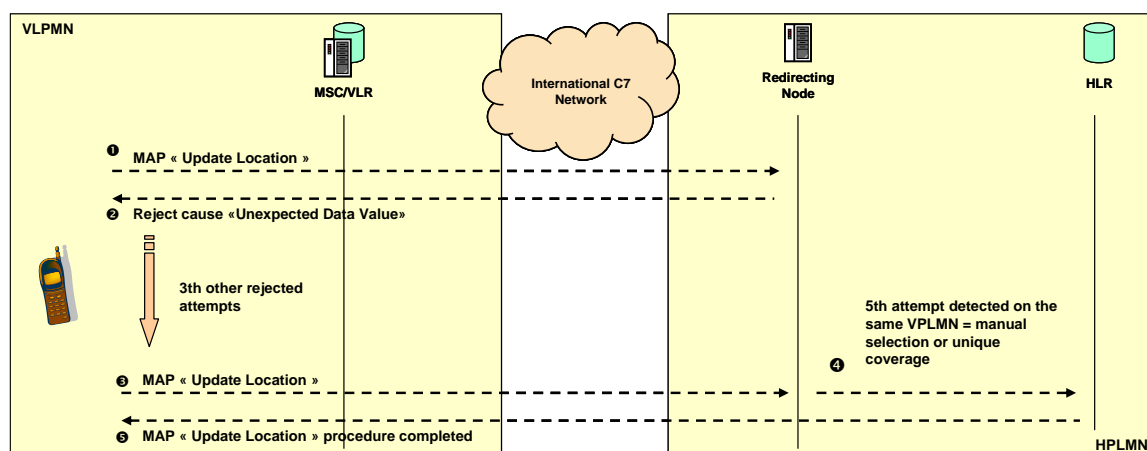 VLPMN
MSC/VLR
International C7
Network
Redirecting
Node
HLR
❶ MAP « Update Location »
❷ Reject cause «Unexpected Data Value»
3th other rejected
attempts
5th attempt detected on the
same VPLMN = manual
selection or unique
coverage
❹
❸ MAP « Update Location »
❺ MAP « Update Location » procedure completed
HPLMN